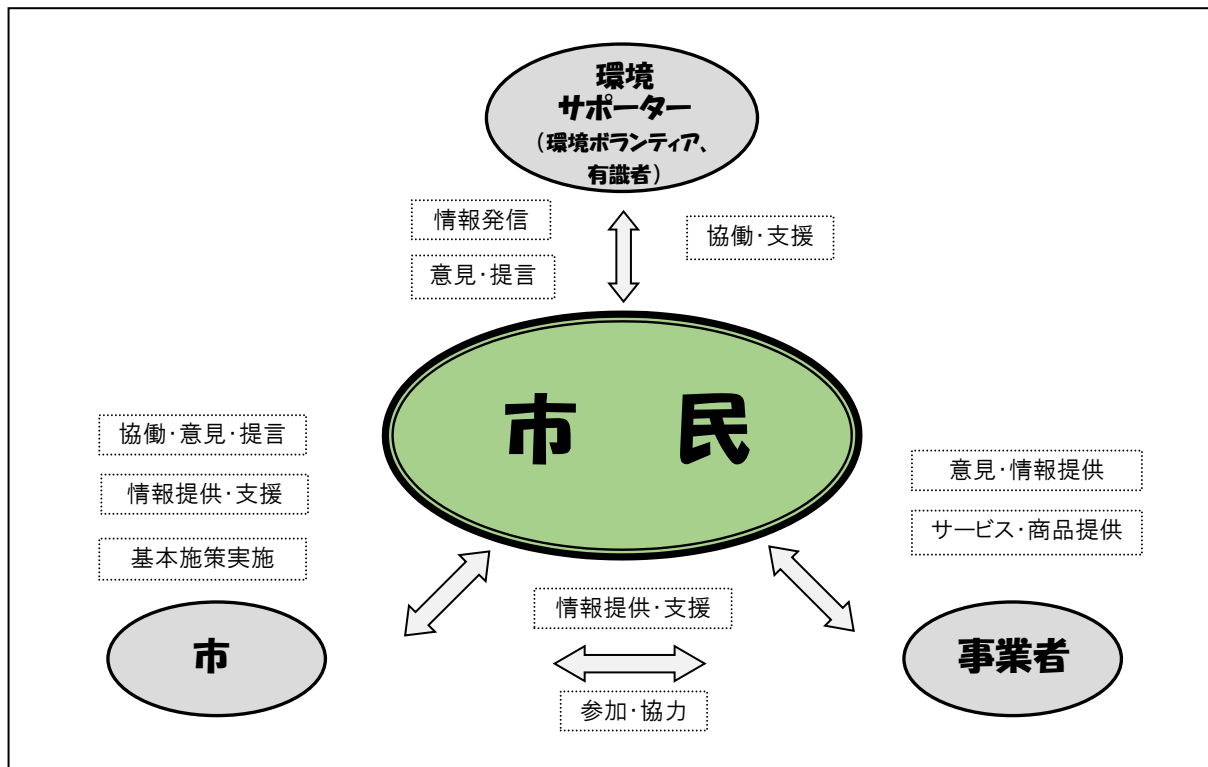 環境
サポーター
（環境ボランティア、
有識者）
情報発信
協働・支援
意見・提言
市　民
協働・意見・提言
情報提供・支援
基本施策実施
意見・情報提供
サービス・商品提供
情報提供・支援
市
事業者
参加・協力